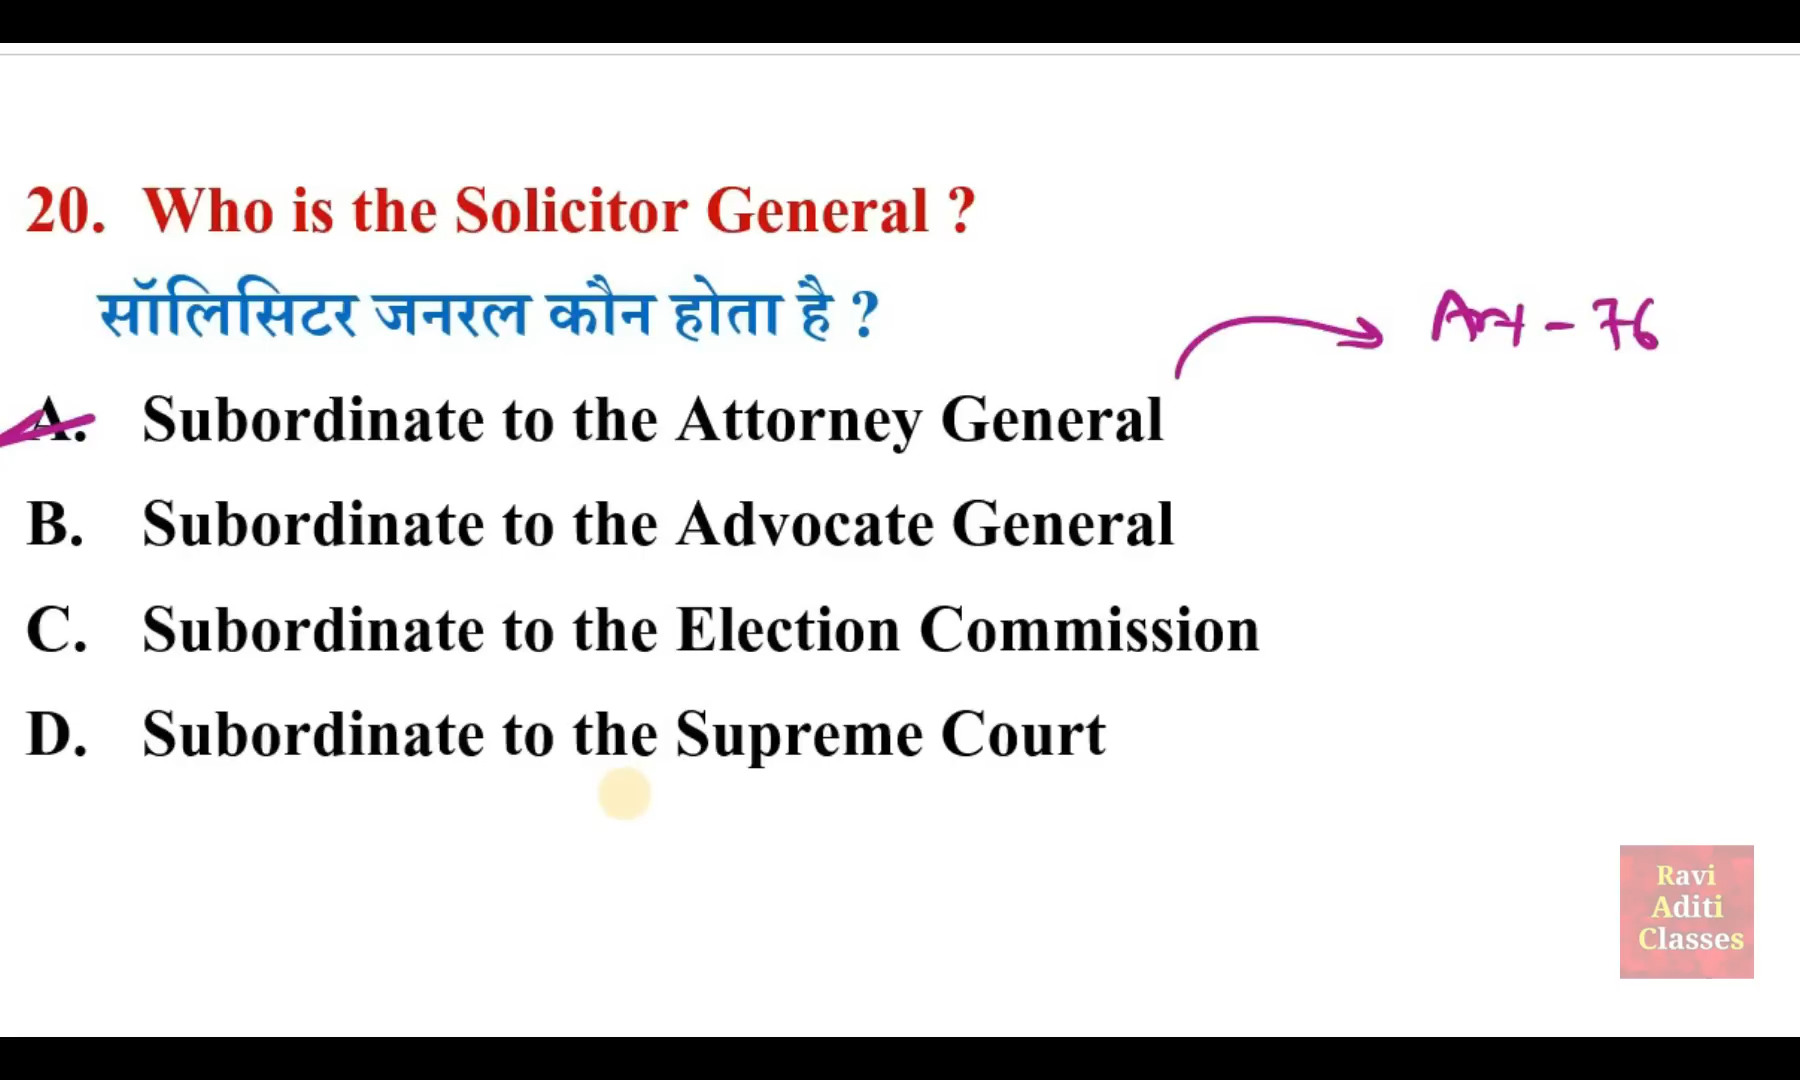 20. Who is the Solicitor General ?
सॉलिसिटर जनरल कौन होता है ?
Art - 76
A. Subordinate to the Attorney General
B. Subordinate to the Advocate General
C. Subordinate to the Election Commission
D. Subordinate to the Supreme Court
Ravi
Aditi
Classes